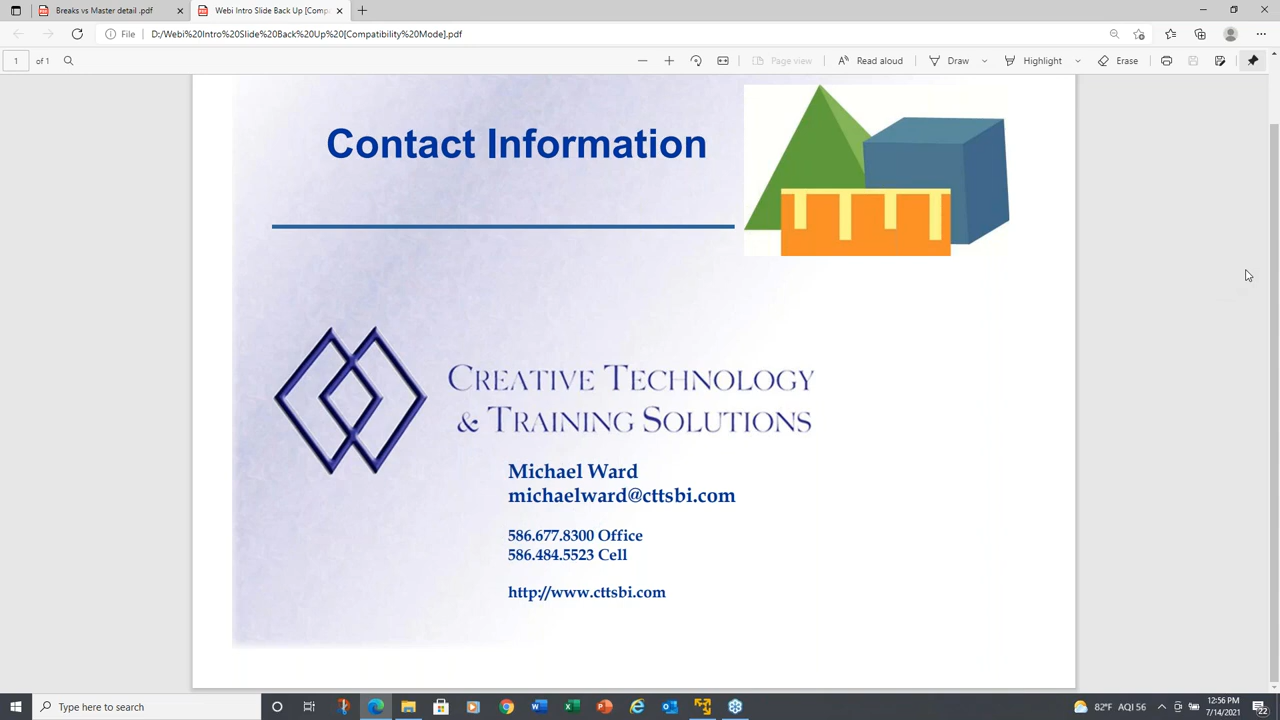 Breaks vs Master detail .pdf
Webi Intro Slide Back Up [Comp
File
D:/Webi%20Intro%20Slide%20Back%20Up%20[Compatibility%20Mode].pdf
1 of 1
Page view
Read aloud
Draw
Highlight
Erase
Contact Information
CREATIVE TECHNOLOGY
& TRAINING SOLUTIONS
Michael Ward
michaelward@cttsbi.com
586.677.8300 Office
586.484.5523 Cell
http://www.cttsbi.com
Type here to search
82°F AQI 56
12:56 PM
7/14/2021
22